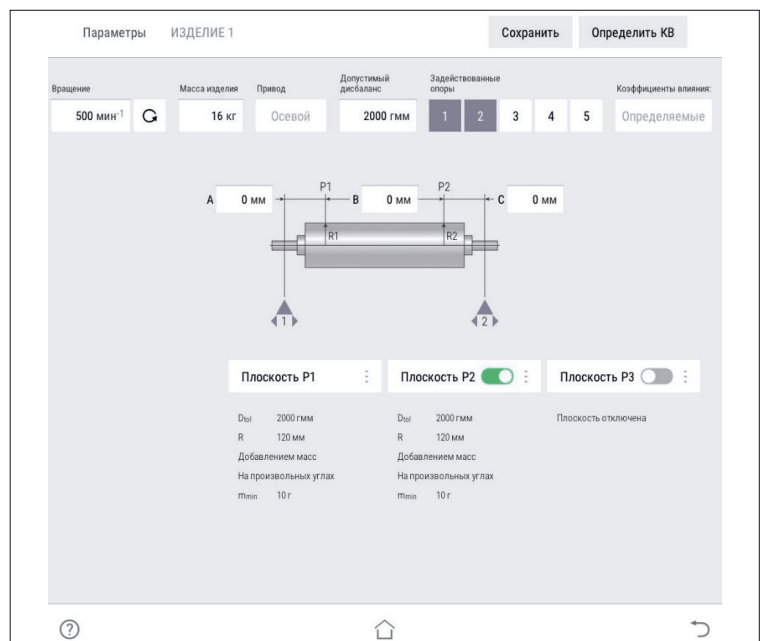 Параметры ИЗДЕЛИЕ 1 Сохранить Определить КВ
Вращение Масса изделия Привод Допустимый дисбаланс Задействованные опоры Коэффициенты влияния:
500 мин⁻¹ 16 кг Осевой 2000 гмм 1 2 3 4 5 Определяемые
P1 P2
A 0 мм B 0 мм C 0 мм
R1 R2
1 2
Плоскость P1 Плоскость P2 Плоскость P3
Dtol 2000 гмм Dtol 2000 гмм Плоскость отключена
R 120 мм R 120 мм
Добавлением масс Добавлением масс
На произвольных углах На произвольных углах
mmin 10 г mmin 10 г
?